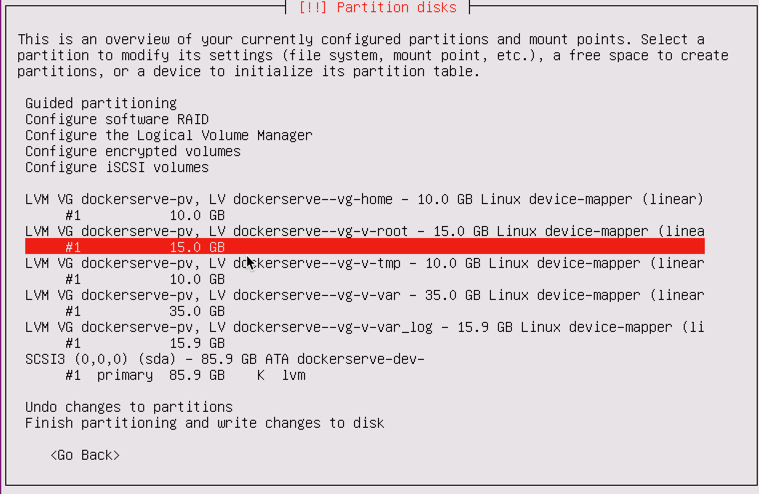 [!!] Partition disks
This is an overview of your currently configured partitions and mount points. Select a
partition to modify its settings (file system, mount point, etc.), a free space to create
partitions, or a device to initialize its partition table.
Guided partitioning
Configure software RAID
Configure the Logical Volume Manager
Configure encrypted volumes
Configure iSCSI volumes
LVM VG dockerserve-pv, LV dockerserve--vg-home - 10.0 GB Linux device-mapper (linear)
#1 10.0 GB
LVM VG dockerserve-pv, LV dockerserve--vg-v-root - 15.0 GB Linux device-mapper (linea
#1 15.0 GB
LVM VG dockerserve-pv, LV dockerserve--vg-v-tmp - 10.0 GB Linux device-mapper (linear
#1 10.0 GB
LVM VG dockerserve-pv, LV dockerserve--vg-v-var - 35.0 GB Linux device-mapper (linear
#1 35.0 GB
LVM VG dockerserve-pv, LV dockerserve--vg-v-var_log - 15.9 GB Linux device-mapper (li
#1 15.9 GB
SCSI3 (0,0,0) (sda) - 85.9 GB ATA dockerserve-dev-
#1 primary 85.9 GB K lvm
Undo changes to partitions
Finish partitioning and write changes to disk
<Go Back>